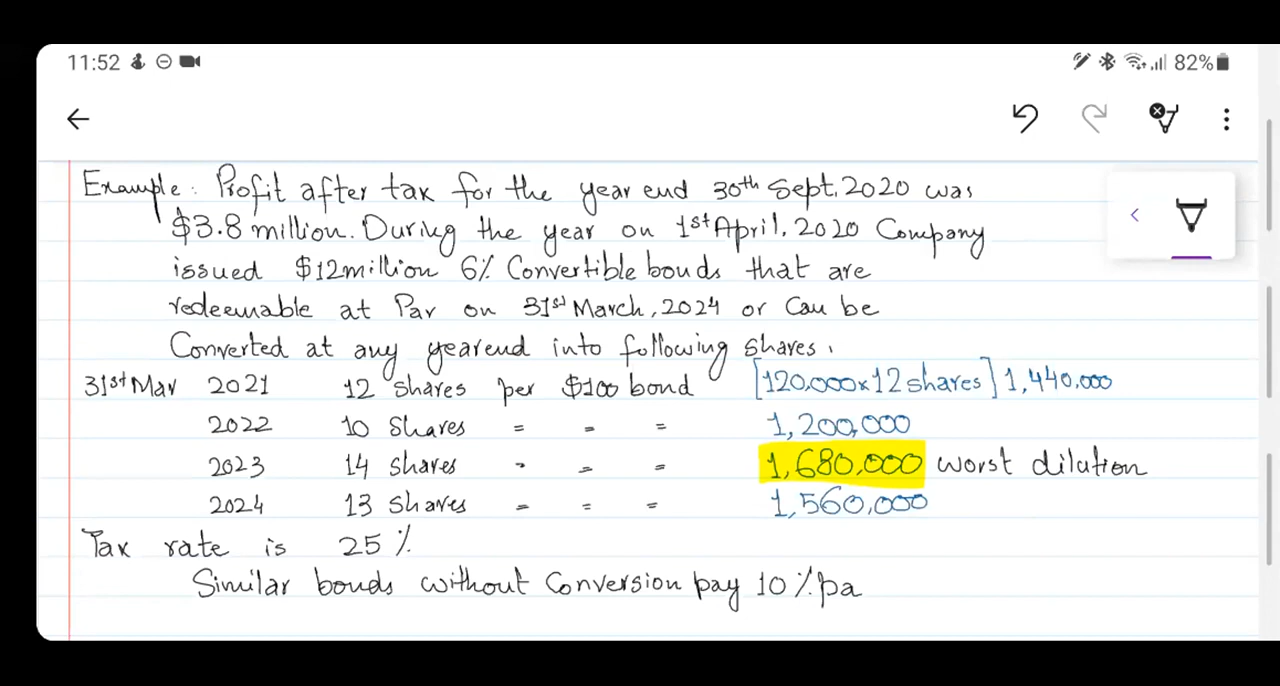 11:52 82%
Example: Profit after tax for the year end 30th Sept, 2020 was
$3.8 million. During the year on 1st April, 2020 Company
issued $12million 6% Convertible bonds that are
redeemable at Par on 31st March, 2024 or Can be
Converted at any yearend into following shares.
31st Mar 2021 12 shares per $100 bond [120,000x12 shares] 1,440,000
2022 10 Shares = = = 1,200,000
2023 14 shares = = = 1,680,000 worst dilution
2024 13 Shares = = = 1,560,000
Tax rate is 25%
Similar bonds without Conversion pay 10% pa